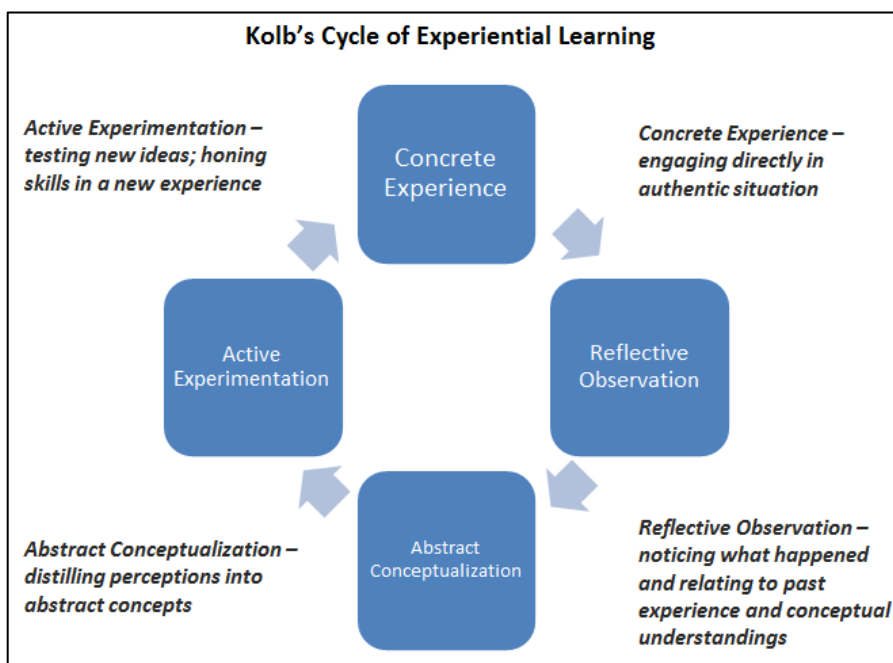 Kolb's Cycle of Experiential Learning
Active Experimentation –
testing new ideas; honing
skills in a new experience
Concrete
Experience
Concrete Experience –
engaging directly in
authentic situation
Active
Experimentation
Reflective
Observation
Abstract Conceptualization –
distilling perceptions into
abstract concepts
Abstract
Conceptualization
Reflective Observation –
noticing what happened
and relating to past
experience and conceptual
understandings